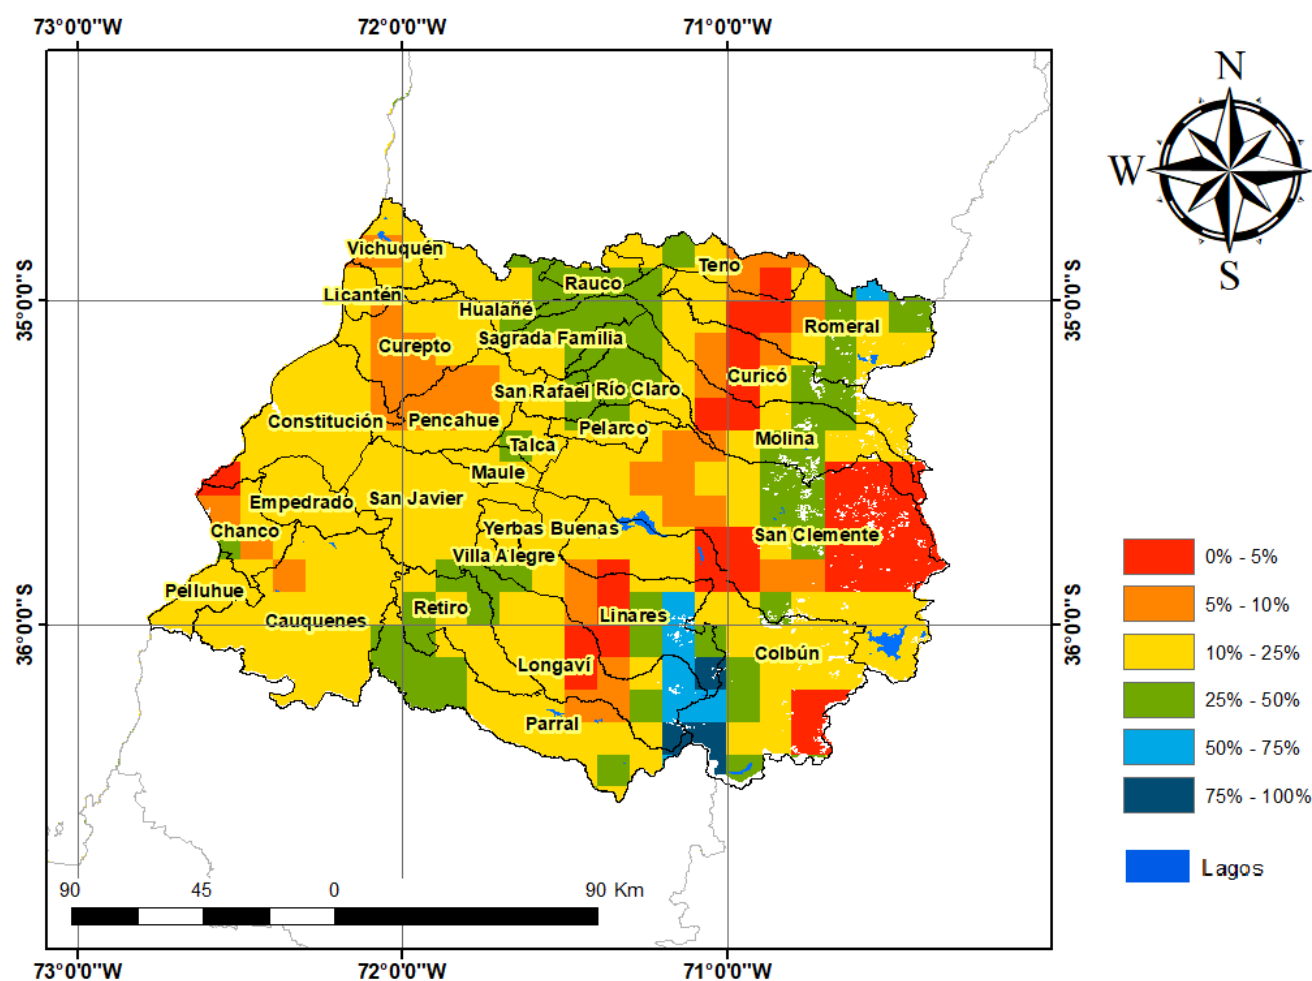 73°0'0"W 72°0'0"W 71°0'0"W
N
W
S
35°0'0"S
35°0'0"S
36°0'0"S
36°0'0"S
Vichuquén
Teno
Rauco
Licantén
Hualañé
Romeral
Sagrada Familia
Curepto
Curicó
San Rafael
Río Claro
Constitución
Pencahue
Pelarco
Molina
Talca
Maule
San Javier
Empedrado
Chanco
Yerbas Buenas
San Clemente
Villa Alegre
Pelluhue
Retiro
Linares
Cauquenes
Colbún
Longaví
Parral
0% - 5%
5% - 10%
10% - 25%
25% - 50%
50% - 75%
75% - 100%
Lagos
90 45 0 90 Km
73°0'0"W 72°0'0"W 71°0'0"W